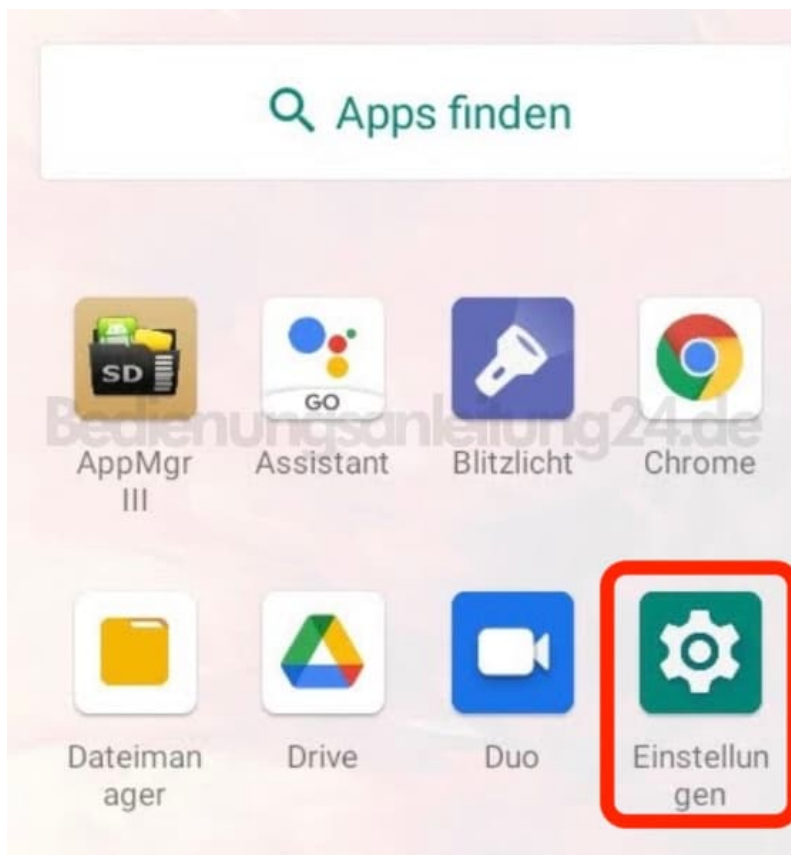 Apps finden
SD
GO
Bedienungsanleitung24.de
AppMgr Assistant Blitzlicht Chrome
III
Dateiman Drive Duo Einstellun
ager gen